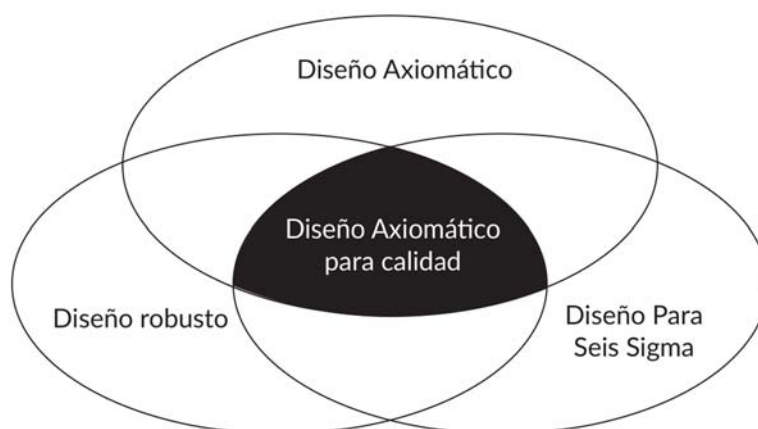 Diseño Axiomático
Diseño Axiomático
para calidad
Diseño robusto
Diseño Para
Seis Sigma